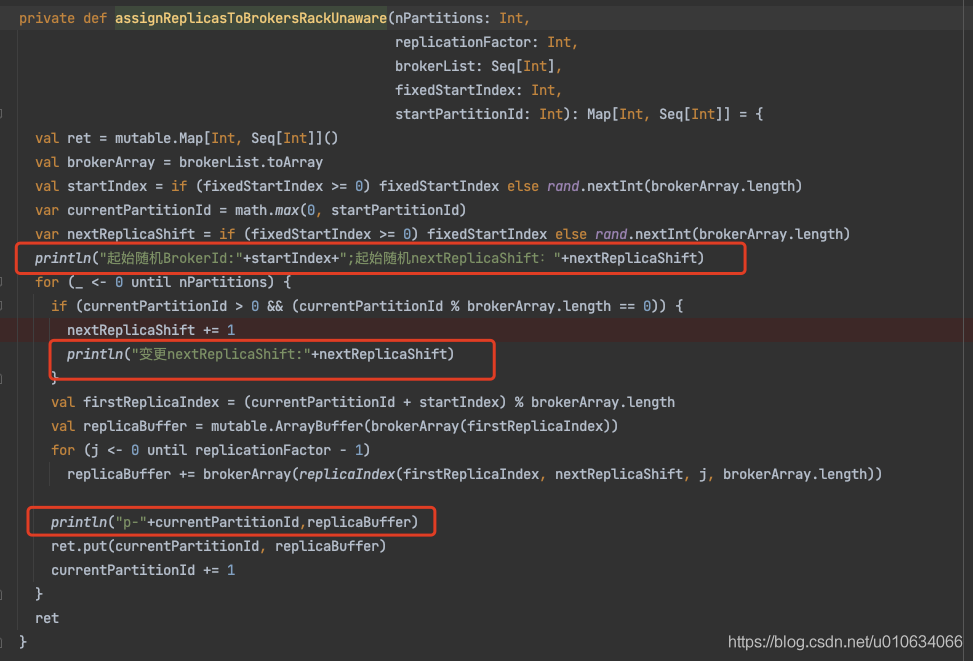 private def assignReplicasToBrokersRackUnaware(nPartitions: Int,
replicationFactor: Int,
brokerList: Seq[Int],
fixedStartIndex: Int,
startPartitionId: Int): Map[Int, Seq[Int]] = {
val ret = mutable.Map[Int, Seq[Int]]()
val brokerArray = brokerList.toArray
val startIndex = if (fixedStartIndex >= 0) fixedStartIndex else rand.nextInt(brokerArray.length)
var currentPartitionId = math.max(0, startPartitionId)
var nextReplicaShift = if (fixedStartIndex >= 0) fixedStartIndex else rand.nextInt(brokerArray.length)
println("起始随机BrokerId:"+startIndex+";起始随机nextReplicaShift: "+nextReplicaShift)
for (_ <- 0 until nPartitions) {
if (currentPartitionId > 0 && (currentPartitionId % brokerArray.length == 0)) {
nextReplicaShift += 1
println("变更nextReplicaShift:"+nextReplicaShift)
}
val firstReplicaIndex = (currentPartitionId + startIndex) % brokerArray.length
val replicaBuffer = mutable.ArrayBuffer(brokerArray(firstReplicaIndex))
for (j <- 0 until replicationFactor - 1)
replicaBuffer += brokerArray(replicaIndex(firstReplicaIndex, nextReplicaShift, j, brokerArray.length))
println("p-"+currentPartitionId,replicaBuffer)
ret.put(currentPartitionId, replicaBuffer)
currentPartitionId += 1
}
ret
}
https://blog.csdn.net/u010634066